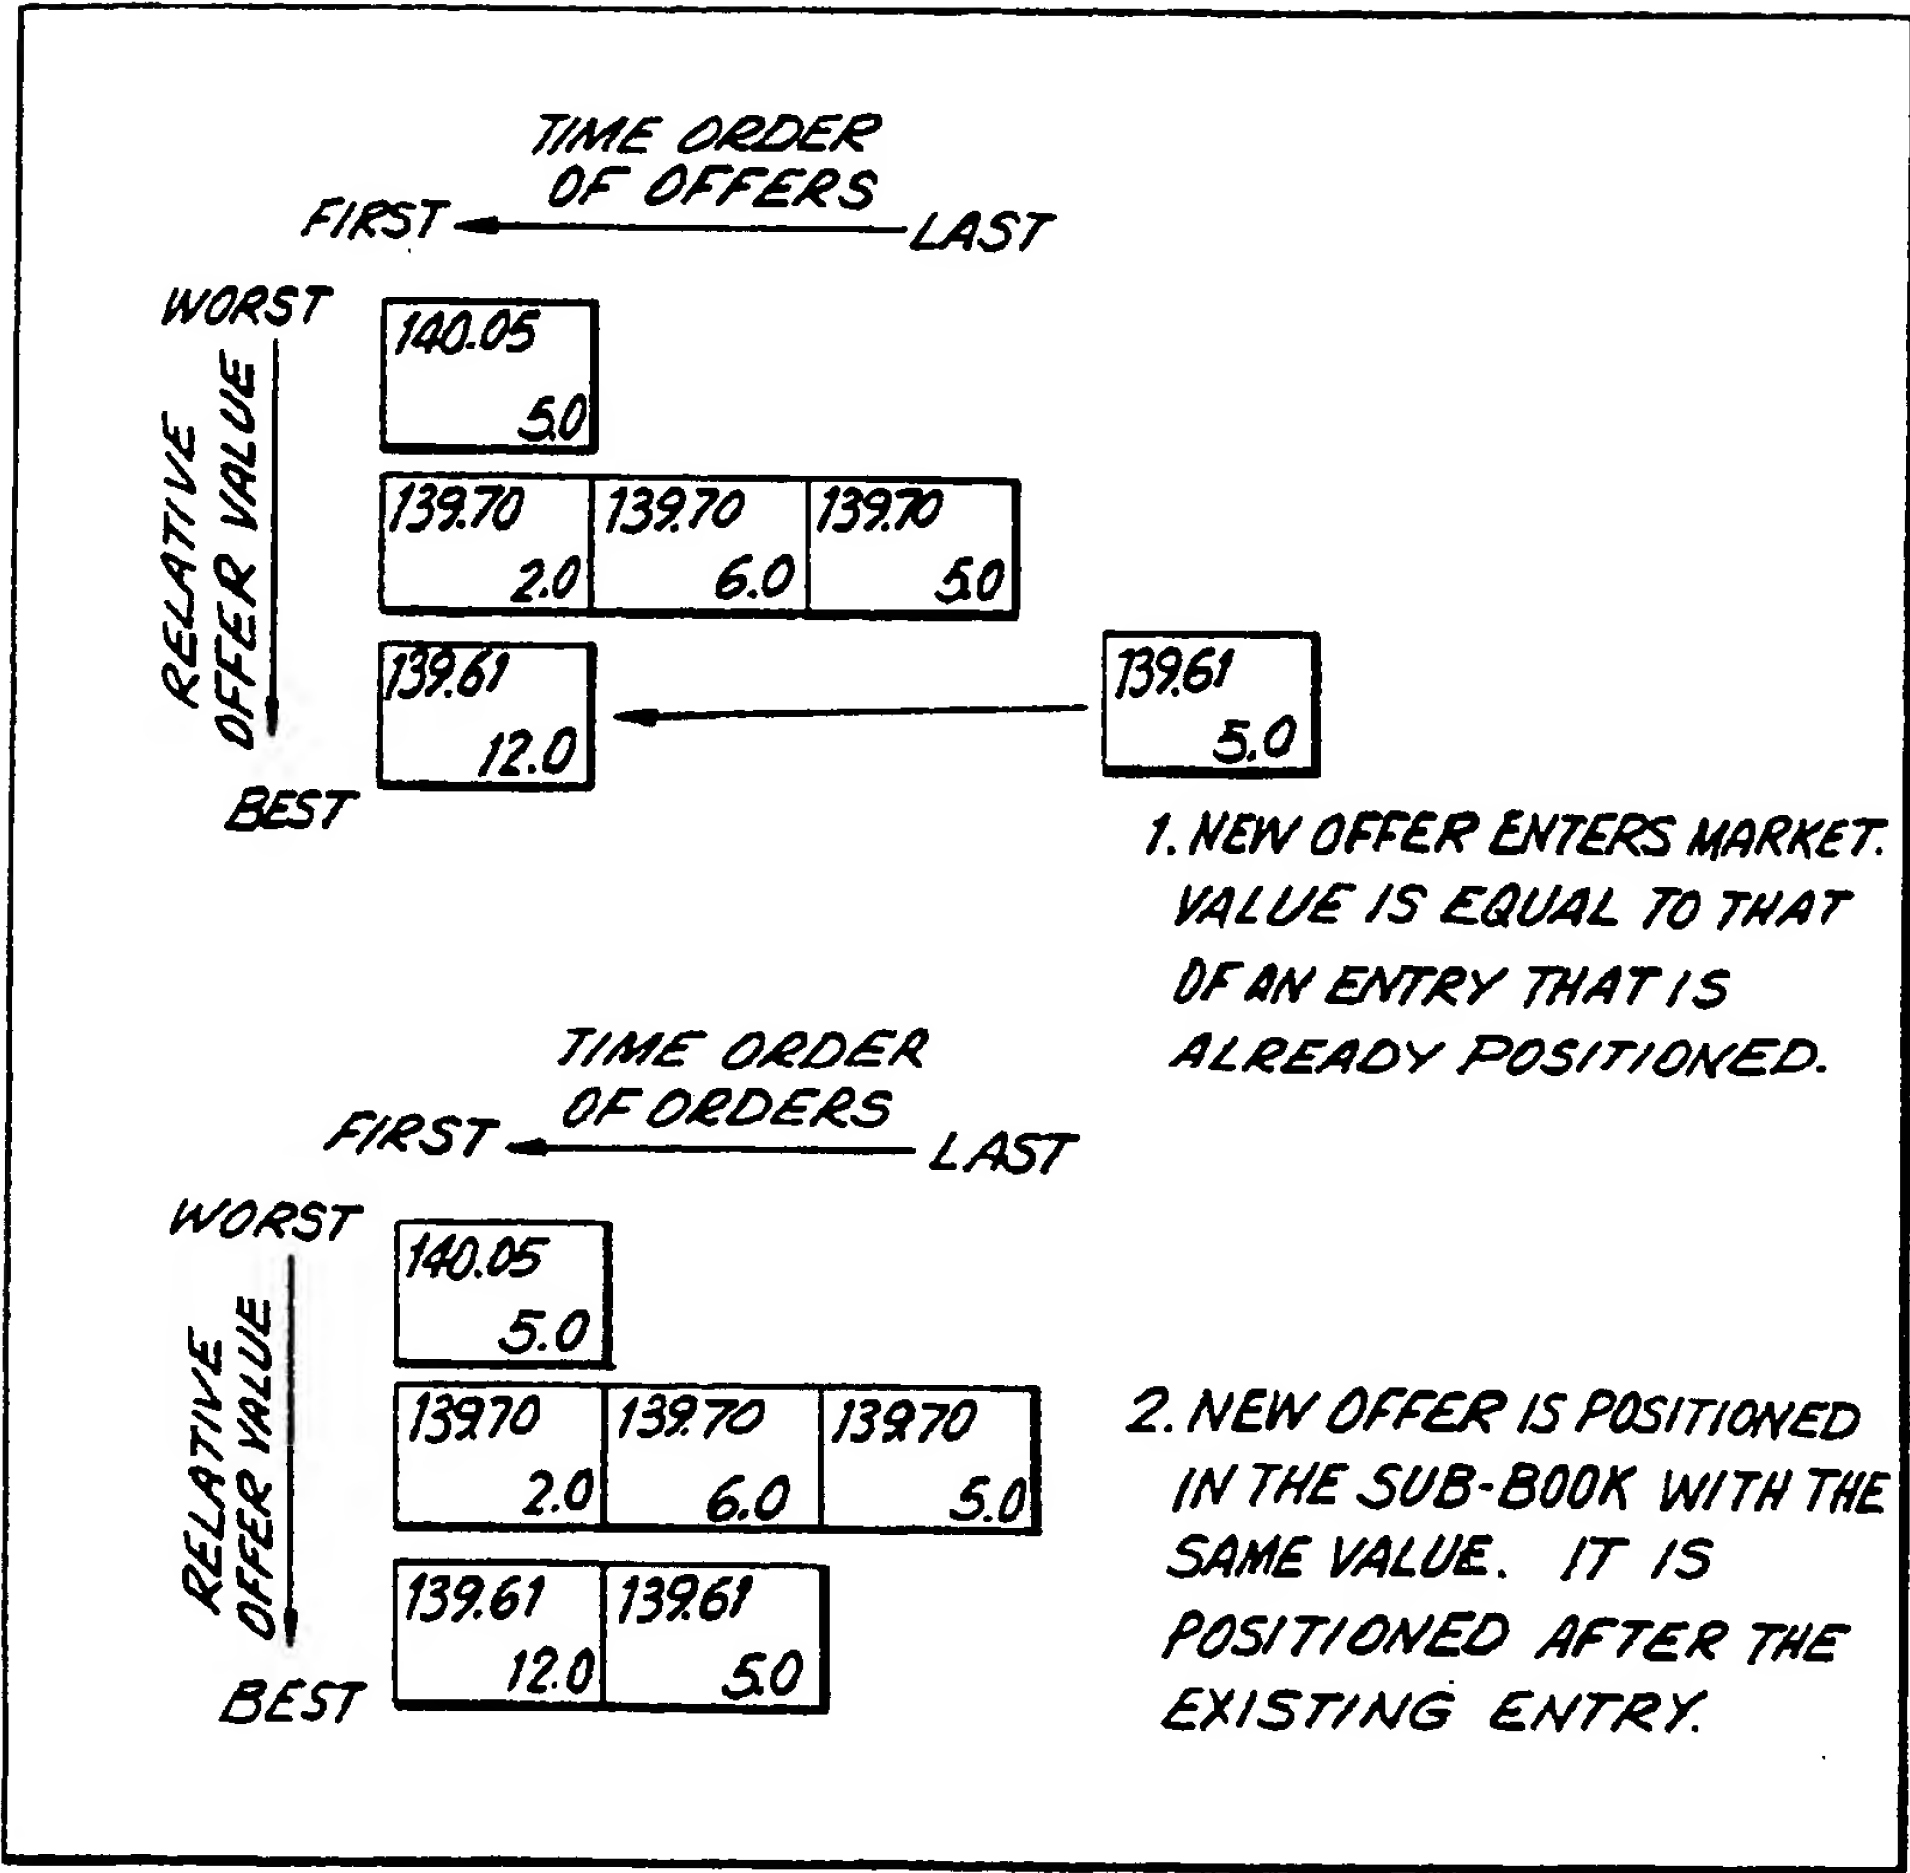 TIME ORDER
OF OFFERS
FIRST LAST
WORST
RELATIVE
OFFER VALUE
BEST
140.05
5.0
139.70 139.70 139.70
2.0 6.0 5.0
139.61 139.61
12.0 5.0
1. NEW OFFER ENTERS MARKET.
VALUE IS EQUAL TO THAT
OF AN ENTRY THAT IS
ALREADY POSITIONED.
TIME ORDER
OF ORDERS
FIRST LAST
WORST
RELATIVE
OFFER VALUE
BEST
140.05
5.0
139.70 139.70 139.70
2.0 6.0 5.0
139.61 139.61
12.0 5.0
2. NEW OFFER IS POSITIONED
IN THE SUB-BOOK WITH THE
SAME VALUE. IT IS
POSITIONED AFTER THE
EXISTING ENTRY.